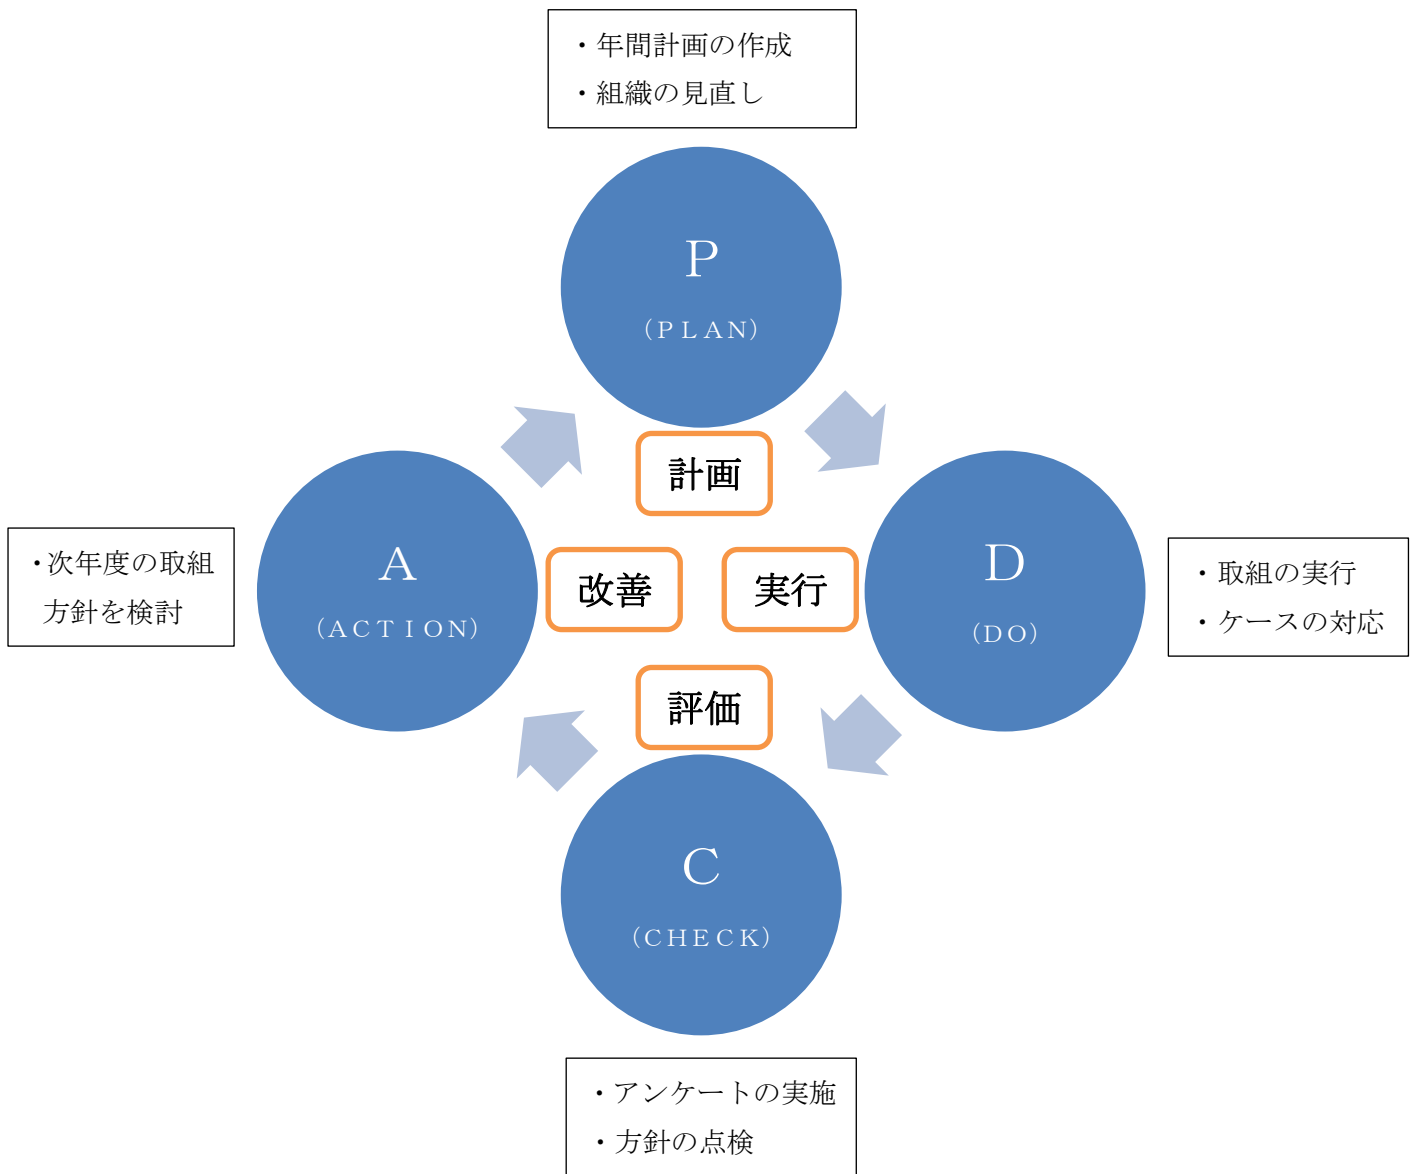 ・年間計画の作成
・組織の見直し
Ｐ
（ＰＬＡＮ）
計画
・次年度の取組
方針を検討
Ａ
（ＡＣＴＩＯＮ）
改善
実行
Ｄ
（ＤＯ）
・取組の実行
・ケースの対応
評価
Ｃ
（ＣＨＥＣＫ）
・アンケートの実施
・方針の点検